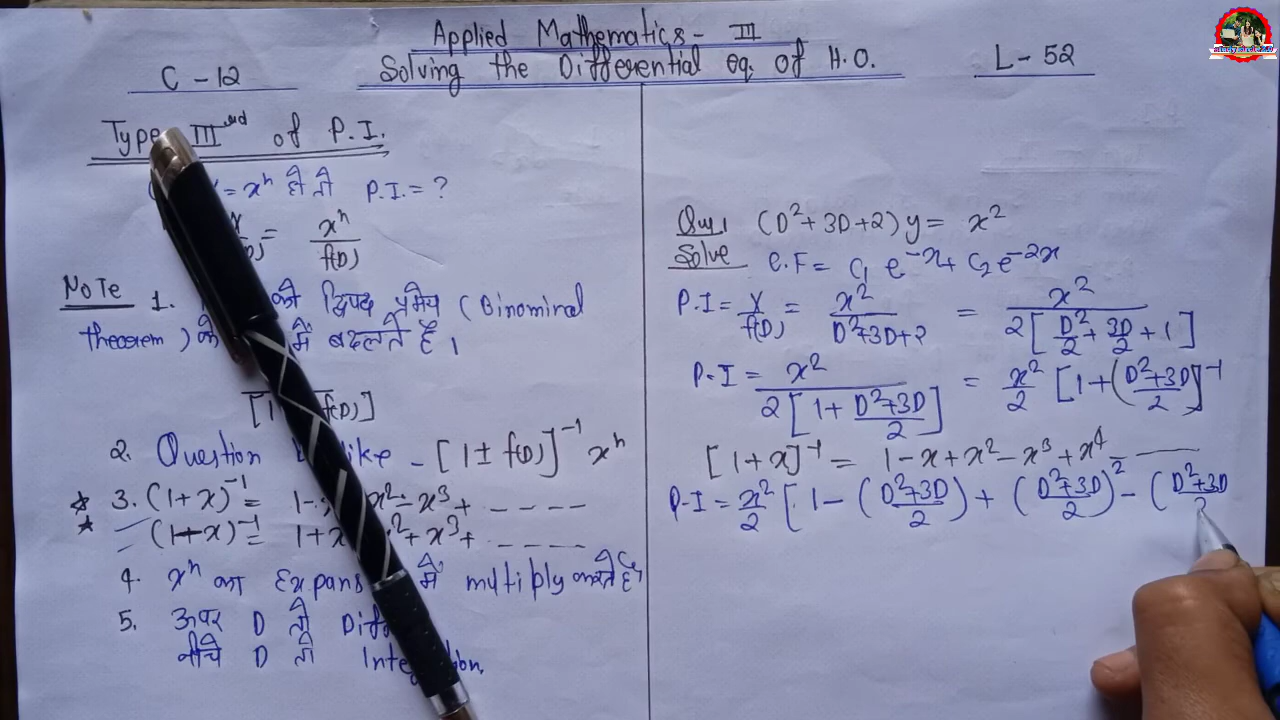 Applied Mathematics - III
C - 12
Solving the Differential eq. of H.O.
L - 52
Type IIIrd of P.I.
= xⁿ हो तो P.I. = ?
= xⁿ / f(D)
NoTe 1. को द्विपद प्रमेय (Binominal
theorem) के में बदलते है।
[1 f(D)]
2. Question like - [1 ± f(D)]⁻¹ xⁿ
3. (1+x)⁻¹ = 1 - x² - x³ + - - - -
(1-x)⁻¹ = 1+x ² + x³ + - - - -
4. xⁿ का Expans में multiply करते है।
5. ऊपर D तो Diff
नीचे D तो Integ tion.
Que.1 (D² + 3D + 2) y = x²
Solve C.F = C₁ e⁻ˣ + C₂ e⁻²ˣ
P.I = X / f(D) = x² / D²+3D+2 = x² / 2[D²/2 + 3D/2 + 1]
P.I = x² / 2[1 + D²+3D / 2] = x²/2 [1 + (D²+3D / 2)]⁻¹
[1+x]⁻¹ = 1 - x + x² - x³ + x⁴ - - - -
P.I = x²/2 [1 - (D²+3D / 2) + (D²+3D / 2)² - (D²+3D